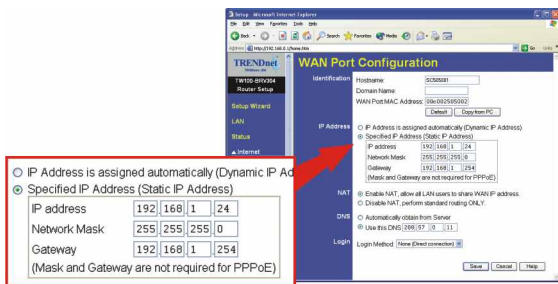 Setup - Microsoft Internet Explorer
File Edit View Favorites Tools Help
Back Search Favorites Media
Address http://192.168.0.1/home.htm Go Links
TRENDnet
TW100-BRV304
Router Setup
Setup Wizard
LAN
Status
Internet
WAN Port Configuration
Identification
Hostname:
Domain Name:
WAN Port MAC Address:
Default Copy from PC
IP Address
IP Address is assigned automatically (Dynamic IP Address)
Specified IP Address (Static IP Address)
IP address 192 168 1 24
Network Mask 255 255 255 0
Gateway 192 168 1 254
(Mask and Gateway are not required for PPPoE)
NAT
Enable NAT, allow all LAN users to share WAN IP address.
Disable NAT, perform standard routing ONLY.
DNS
Automatically obtain from Server
Use this DNS 208 57 0 11
Login
Login Method None (Direct connection)
Save Cancel Help
IP Address is assigned automatically (Dynamic IP Ad
Specified IP Address (Static IP Address)
IP address 192 168 1 24
Network Mask 255 255 255 0
Gateway 192 168 1 254
(Mask and Gateway are not required for PPPoE)